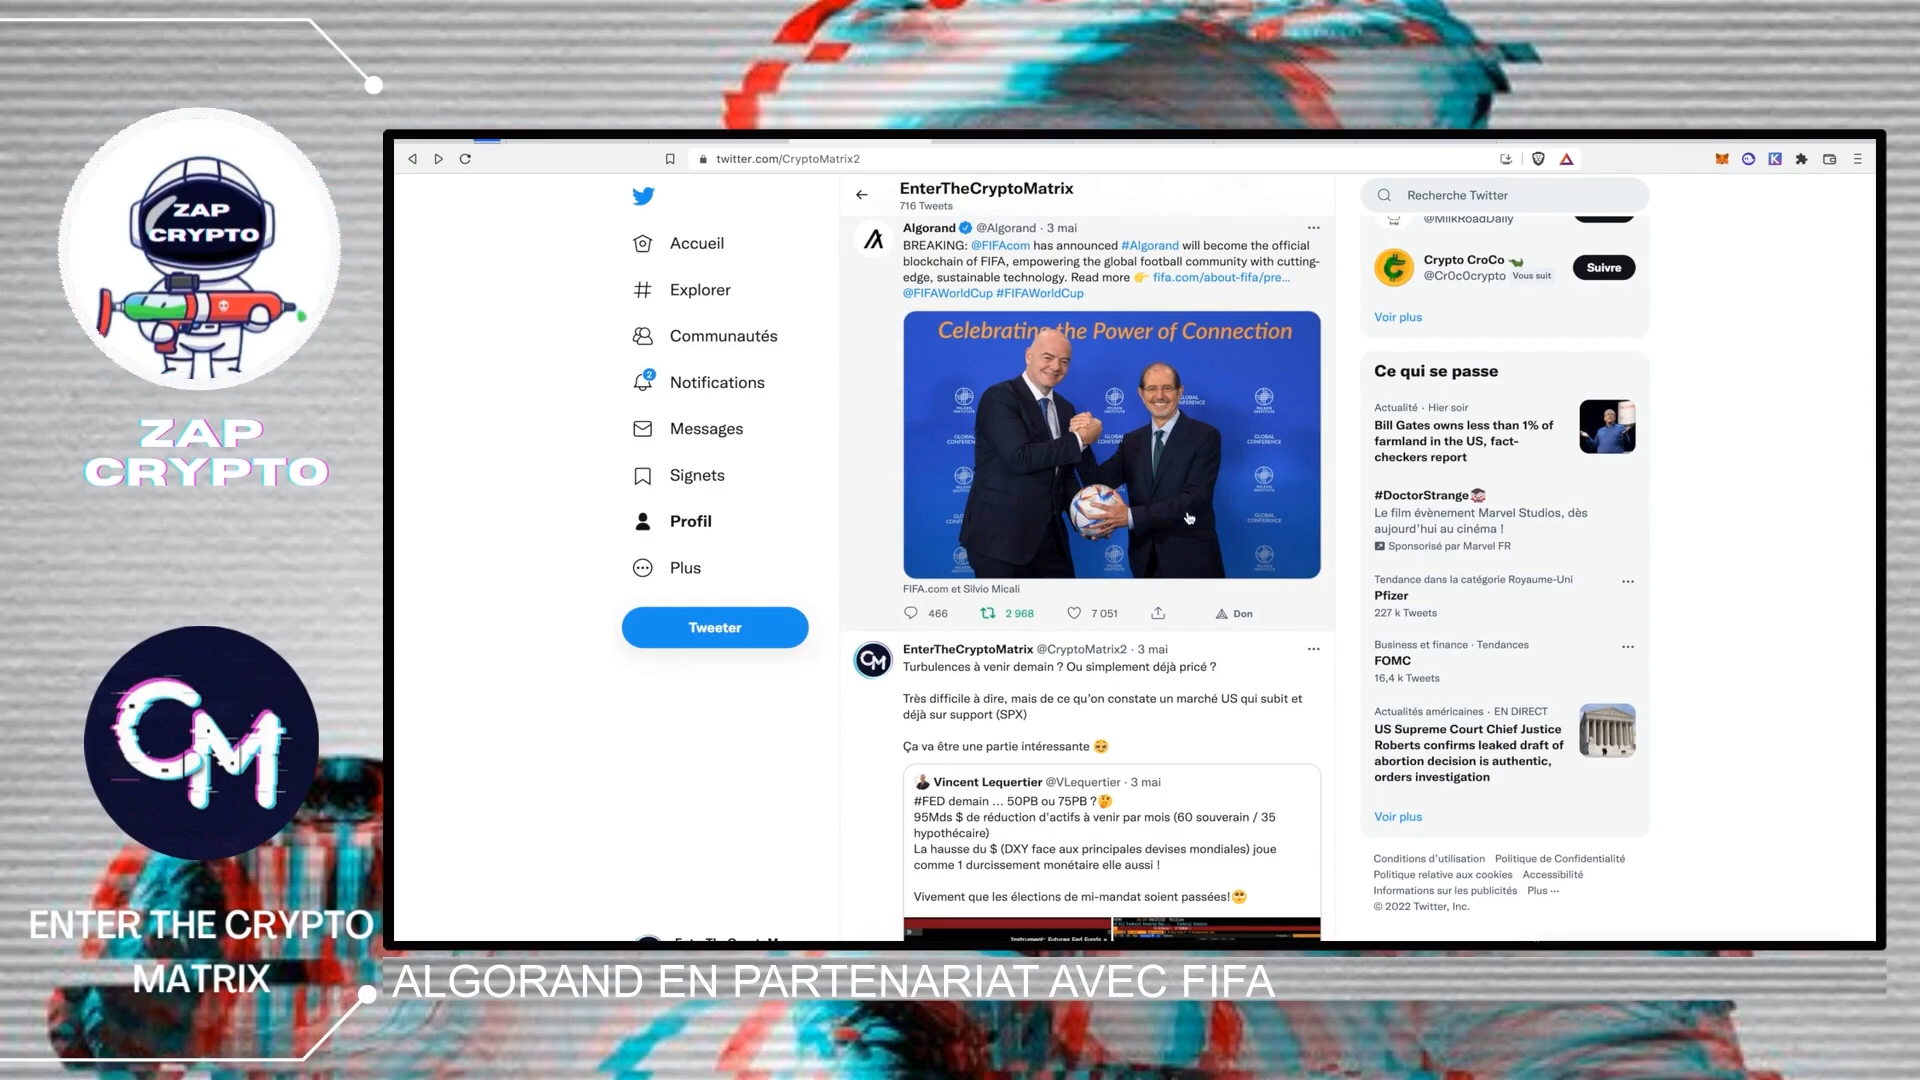 ZAP
CRYPTO
ZAP
CRYPTO
CM
ENTER THE CRYPTO
MATRIX
twitter.com/CryptoMatrix2
Accueil
Explorer
Communautés
2
Notifications
Messages
Signets
Profil
Plus
Tweeter
EnterTheCryptoMatrix
716 Tweets
Algorand @Algorand · 3 mai
BREAKING: @FIFAcom has announced #Algorand will become the official
blockchain of FIFA, empowering the global football community with cutting-
edge, sustainable technology. Read more 👉 fifa.com/about-fifa/pre...
@FIFAWorldCup #FIFAWorldCup
Celebrating the Power of Connection
MILKEN INSTITUTE
GLOBAL CONFERENCE
FIFA.com et Silvio Micali
466
2 968
7 051
Don
EnterTheCryptoMatrix @CryptoMatrix2 · 3 mai
Turbulences à venir demain ? Ou simplement déjà pricé ?
Très difficile à dire, mais de ce qu'on constate un marché US qui subit et
déjà sur support (SPX)
Ça va être une partie intéressante
Vincent Lequertier @VLequertier · 3 mai
#FED demain ... 50PB ou 75PB ?🤔
95Mds $ de réduction d'actifs à venir par mois (60 souverain / 35
hypothécaire)
La hausse du $ (DXY face aux principales devises mondiales) joue
comme 1 durcissement monétaire elle aussi !
Vivement que les élections de mi-mandat soient passées!
Instrument: Futures Fed Funds
Recherche Twitter
@MilkRoadDaily
Crypto CroCo
@Cr0c0crypto Vous suit
Suivre
Voir plus
Ce qui se passe
Actualité · Hier soir
Bill Gates owns less than 1% of
farmland in the US, fact-
checkers report
#DoctorStrange
Le film évènement Marvel Studios, dès
aujourd'hui au cinéma !
Sponsorisé par Marvel FR
Tendance dans la catégorie Royaume-Uni
Pfizer
227 k Tweets
Business et finance · Tendances
FOMC
16,4 k Tweets
Actualités américaines · EN DIRECT
US Supreme Court Chief Justice
Roberts confirms leaked draft of
abortion decision is authentic,
orders investigation
Voir plus
Conditions d'utilisation Politique de Confidentialité
Politique relative aux cookies Accessibilité
Informations sur les publicités Plus ...
© 2022 Twitter, Inc.
ALGORAND EN PARTENARIAT AVEC FIFA